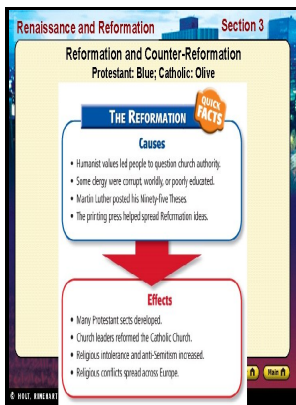 Renaissance and Reformation
Section 3
Reformation and Counter-Reformation
Protestant: Blue; Catholic: Olive
QUICK FACTS
THE REFORMATION
Causes
• Humanist values led people to question church authority.
• Some clergy were corrupt, worldly, or poorly educated.
• Martin Luther posted his Ninety-five Theses.
• The printing press helped spread Reformation ideas.
Effects
• Many Protestant sects developed.
• Church leaders reformed the Catholic Church.
• Religious intolerance and anti-Semitism increased.
• Religious conflicts spread across Europe.
Main
© HOLT, RINEHART